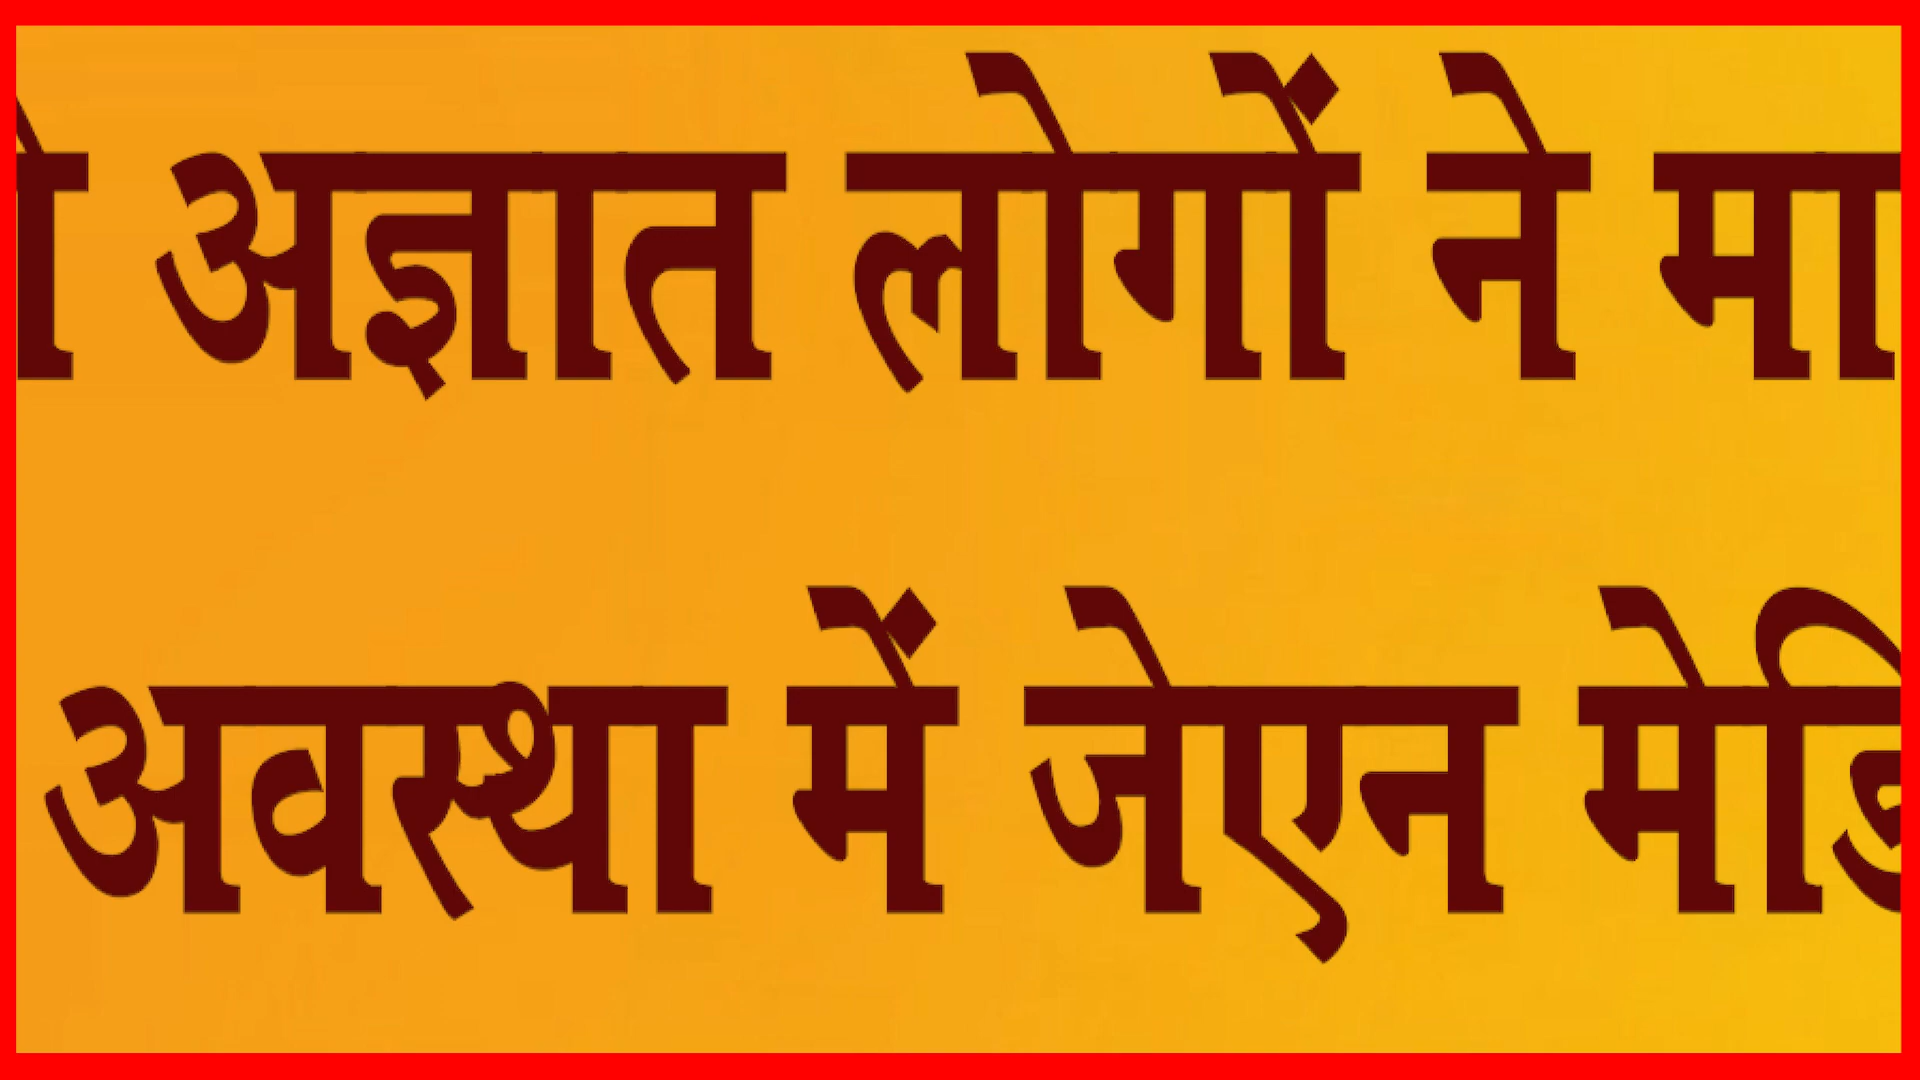 अज्ञात लोगों ने
अवस्था में जेएन